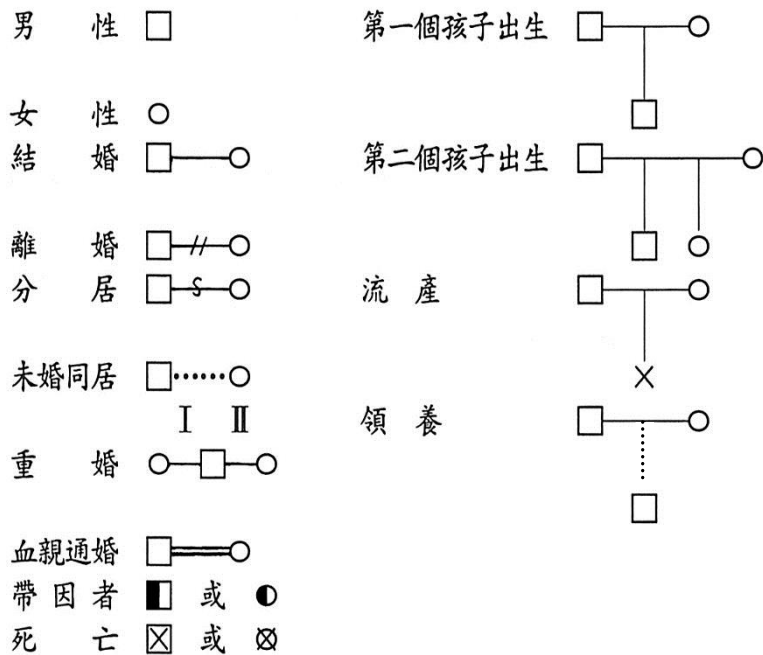 男性
女性
結婚
離婚
分居
未婚同居
I II
重婚
血親通婚
帶因者 或
死亡 或
第一個孩子出生
第二個孩子出生
流產
領養